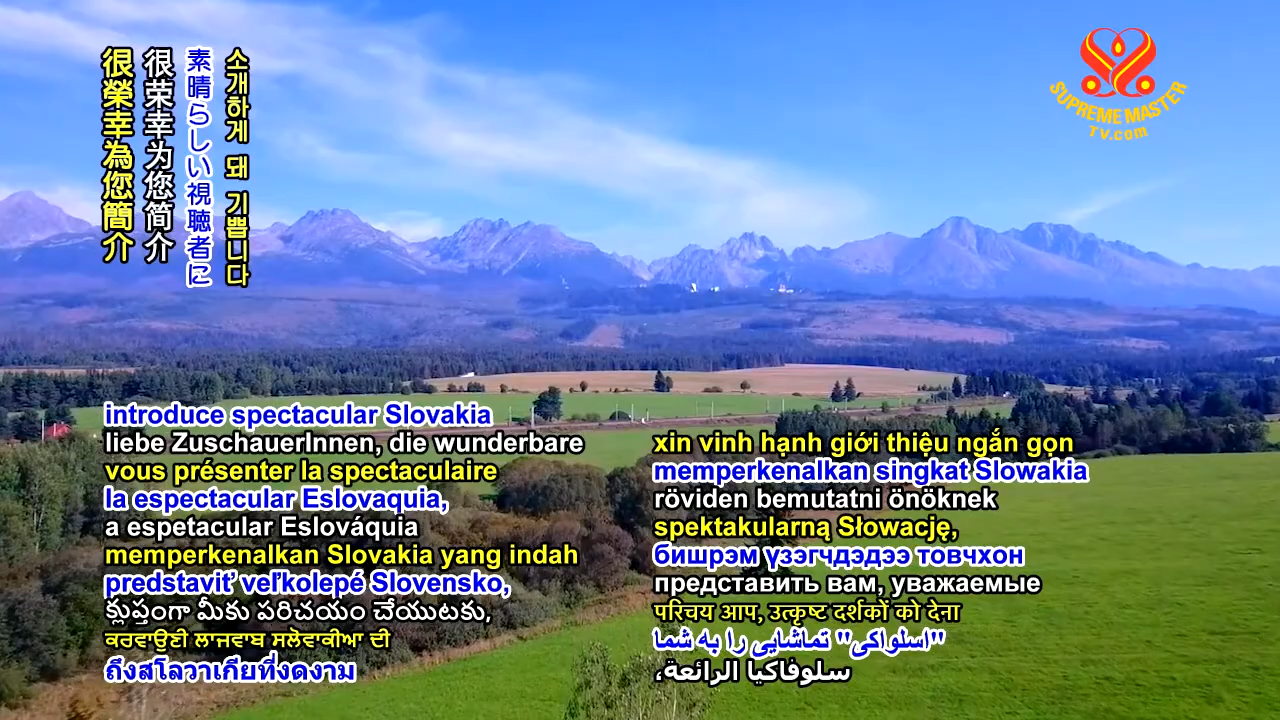 很榮幸為您簡介
很荣幸为您简介
素晴らしい視聴者に
소개하게 돼 기쁩니다
SUPREME MASTER
TV.com
introduce spectacular Slovakia
liebe ZuschauerInnen, die wunderbare
vous présenter la spectaculaire
la espectacular Eslovaquia,
a espetacular Eslováquia
memperkenalkan Slovakia yang indah
predstaviť veľkolepé Slovensko,
క్లుప్తంగా మీకు పరిచయం చేయుటకు,
ਕਰਵਾਉਣੀ ਲਾਜਵਾਬ ਸਲੋਵਾਕੀਆ ਦੀ
ถึงสโลวาเกียที่งดงาม
xin vinh hạnh giới thiệu ngắn gọn
memperkenalkan singkat Slowakia
röviden bemutatni önöknek
spektakularną Słowację,
бишрэм үзэгчдэдээ товчхон
представить вам, уважаемые
परिचय आप, उत्कृष्ट दर्शकों को देना
"اسلواکی" تماشایی را به شما
سلوفاكيا الرائعة،